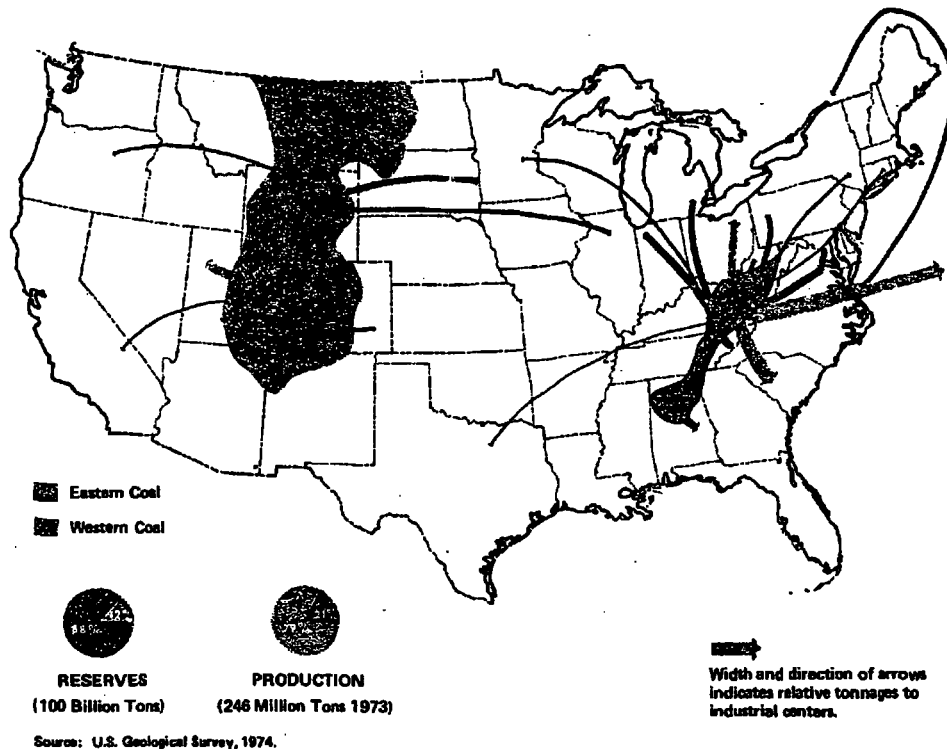 Eastern Coal
Western Coal
88%
RESERVES
(100 Billion Tons)
PRODUCTION
(246 Million Tons 1973)
Width and direction of arrows
indicates relative tonnages to
industrial centers.
Source: U.S. Geological Survey, 1974.